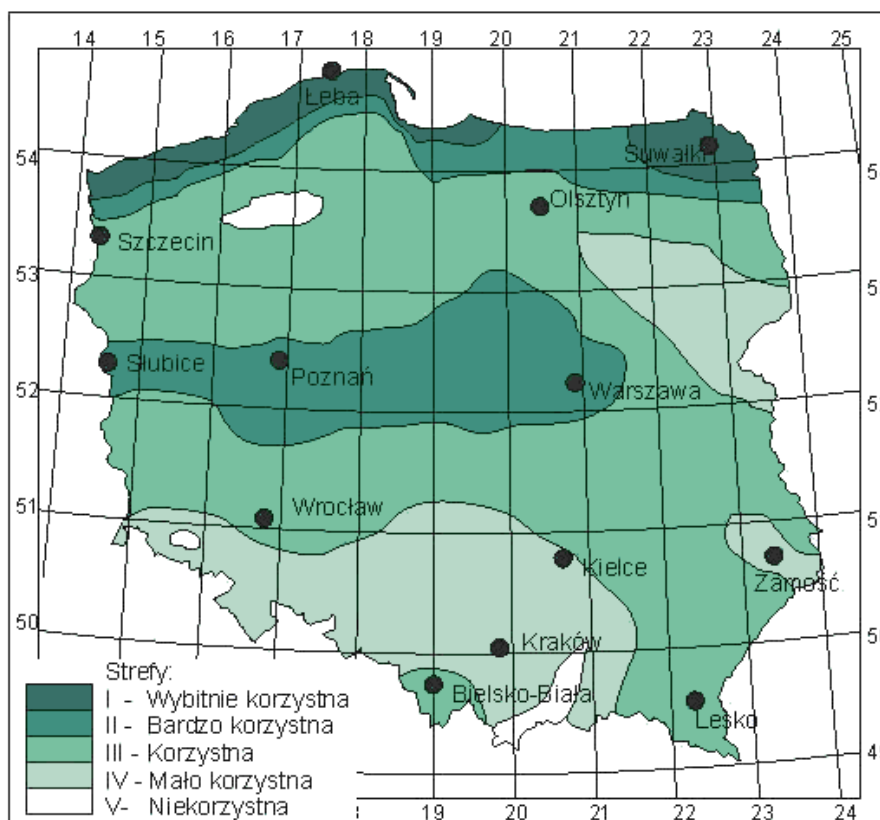 14 15 16 17 18 19 20 21 22 23 24 25
Łeba
54 Suwałki 5
Olsztyn
Szczecin
53 5
Słubice Poznań
52 Warszawa 5
51 Wrocław 5
Kielce Zamość
50 Kraków 5
Strefy:
I - Wybitnie korzystna Bielsko-Biała
II - Bardzo korzystna Lesko
III - Korzystna 4
IV - Mało korzystna
V- Niekorzystna 19 20 21 22 23 24